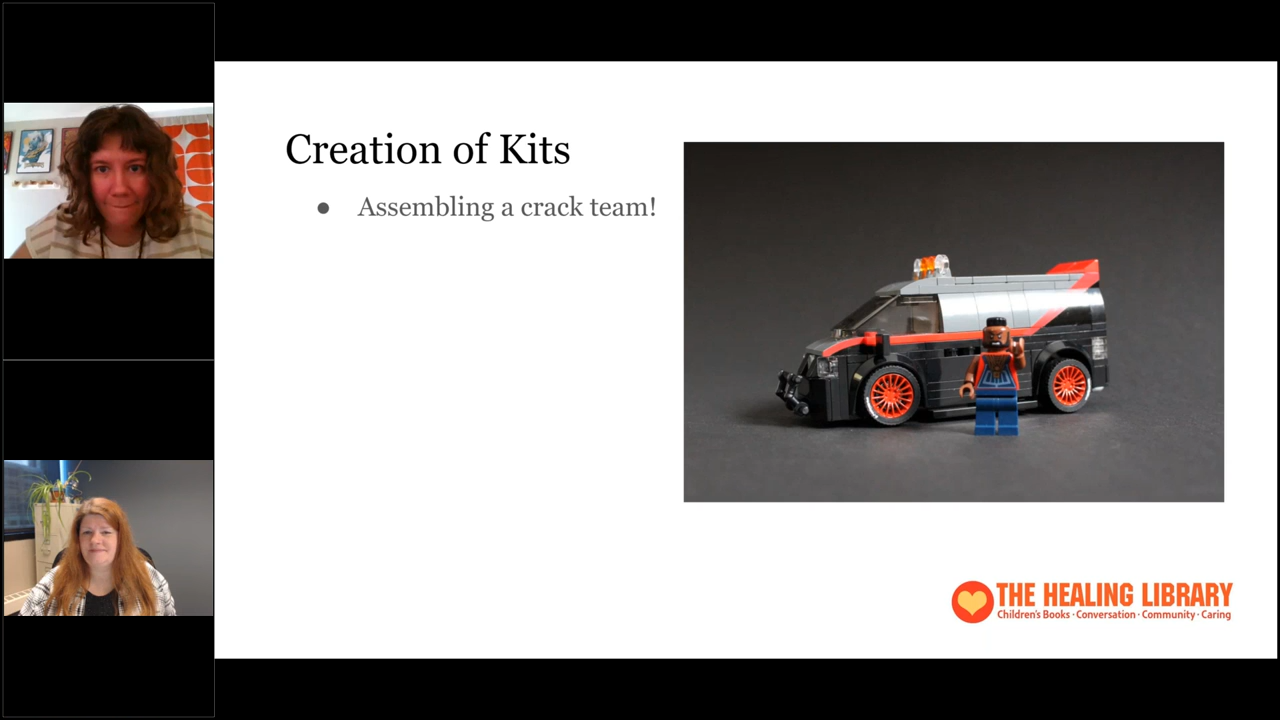 Creation of Kits
● Assembling a crack team!
THE HEALING LIBRARY
Children's Books · Conversation · Community · Caring